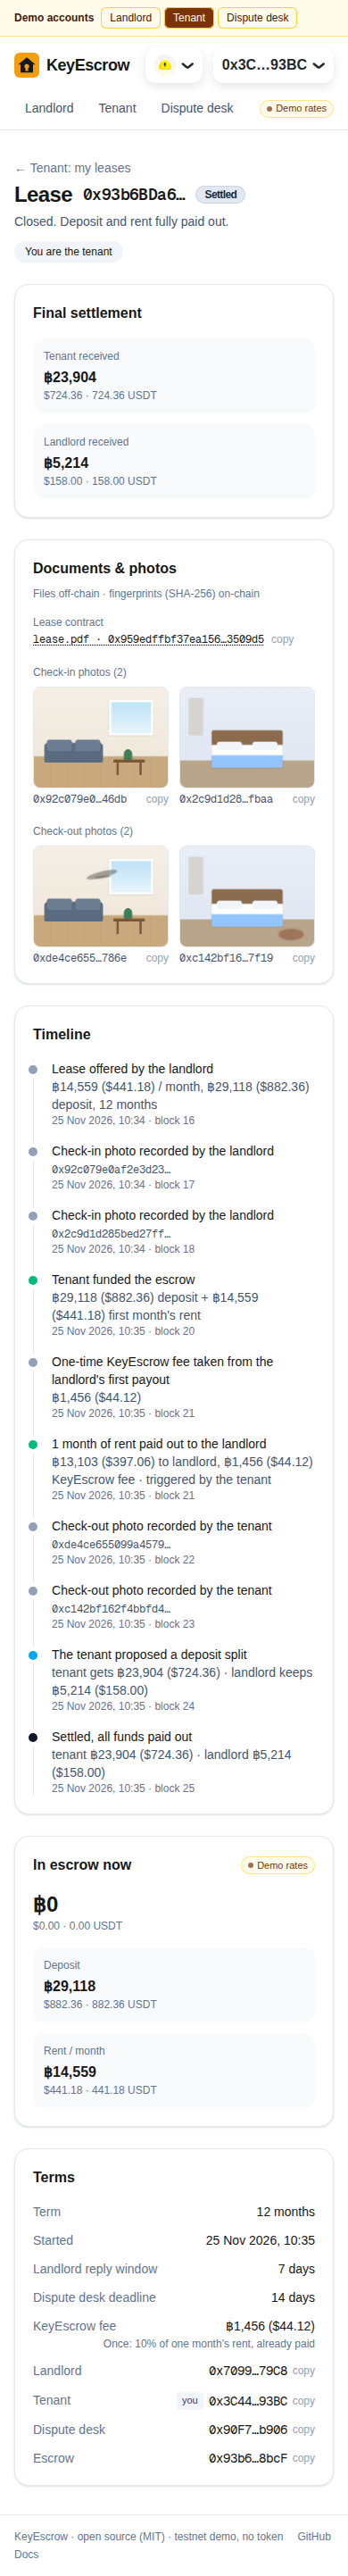 Demo accounts Landlord Tenant Dispute desk
KeyEscrow 0x3C…93BC
Landlord Tenant Dispute desk Demo rates
← Tenant: my leases
Lease 0x93b6BDa6… Settled
Closed. Deposit and rent fully paid out.
You are the tenant
Final settlement
Tenant received
฿23,904
$724.36 · 724.36 USDT
Landlord received
฿5,214
$158.00 · 158.00 USDT
Documents & photos
Files off-chain · fingerprints (SHA-256) on-chain
Lease contract
lease.pdf · 0x959edffbf37ea156…3509d5 copy
Check-in photos (2)
0x92c079e0…46db copy 0x2c9d1d28…fbaa copy
Check-out photos (2)
0xde4ce655…786e copy 0xc142bf16…7f19 copy
Timeline
Lease offered by the landlord
฿14,559 ($441.18) / month, ฿29,118 ($882.36)
deposit, 12 months
25 Nov 2026, 10:34 · block 16
Check-in photo recorded by the landlord
0x92c079e0af2e3d23…
25 Nov 2026, 10:34 · block 17
Check-in photo recorded by the landlord
0x2c9d1d285bed27ff…
25 Nov 2026, 10:34 · block 18
Tenant funded the escrow
฿29,118 ($882.36) deposit + ฿14,559
($441.18) first month's rent
25 Nov 2026, 10:35 · block 20
One-time KeyEscrow fee taken from the
landlord's first payout
฿1,456 ($44.12)
25 Nov 2026, 10:35 · block 21
1 month of rent paid out to the landlord
฿13,103 ($397.06) to landlord, ฿1,456 ($44.12)
KeyEscrow fee · triggered by the tenant
25 Nov 2026, 10:35 · block 21
Check-out photo recorded by the tenant
0xde4ce655099a4579…
25 Nov 2026, 10:35 · block 22
Check-out photo recorded by the tenant
0xc142bf162f4bbfd4…
25 Nov 2026, 10:35 · block 23
The tenant proposed a deposit split
tenant gets ฿23,904 ($724.36) · landlord keeps
฿5,214 ($158.00)
25 Nov 2026, 10:35 · block 24
Settled, all funds paid out
tenant ฿23,904 ($724.36) · landlord ฿5,214
($158.00)
25 Nov 2026, 10:35 · block 25
In escrow now Demo rates
฿0
$0.00 · 0.00 USDT
Deposit
฿29,118
$882.36 · 882.36 USDT
Rent / month
฿14,559
$441.18 · 441.18 USDT
Terms
Term 12 months
Started 25 Nov 2026, 10:35
Landlord reply window 7 days
Dispute desk deadline 14 days
KeyEscrow fee ฿1,456 ($44.12)
Once: 10% of one month's rent, already paid
Landlord 0x7099…79C8 copy
Tenant you 0x3C44…93BC copy
Dispute desk 0x90F7…b906 copy
Escrow 0x93b6…8bcF copy
KeyEscrow · open source (MIT) · testnet demo, no token GitHub
Docs